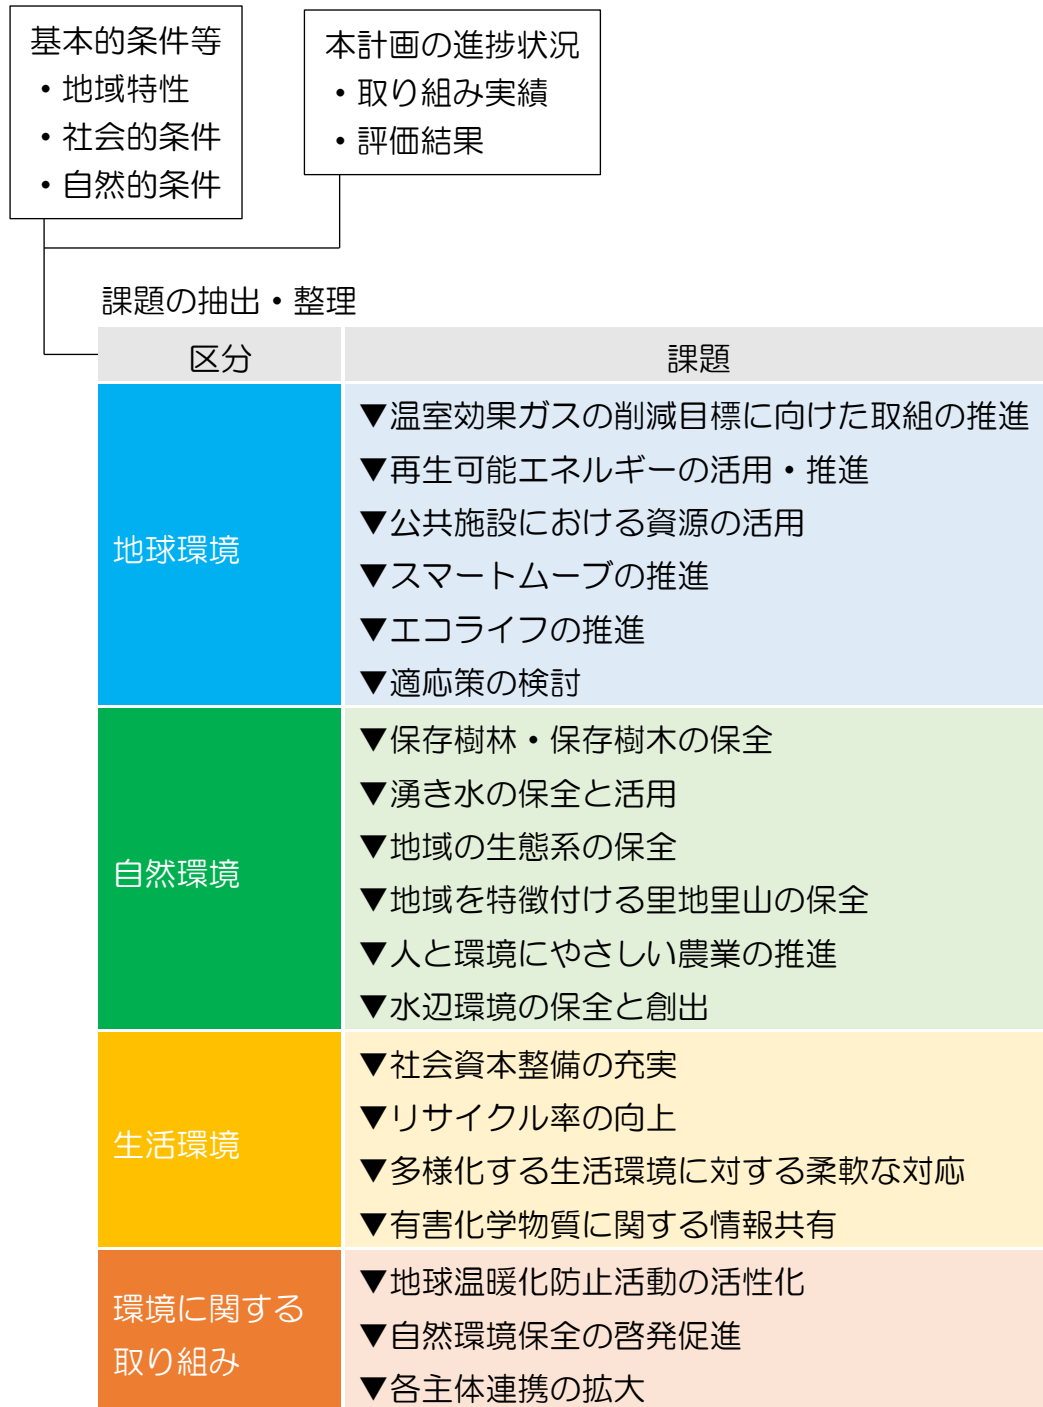 基本的条件等
・地域特性
・社会的条件
・自然的条件
本計画の進捗状況
・取り組み実績
・評価結果
課題の抽出・整理
区分
課題
地球環境
▼温室効果ガスの削減目標に向けた取組の推進
▼再生可能エネルギーの活用・推進
▼公共施設における資源の活用
▼スマートムーブの推進
▼エコライフの推進
▼適応策の検討
自然環境
▼保存樹林・保存樹木の保全
▼湧き水の保全と活用
▼地域の生態系の保全
▼地域を特徴付ける里地里山の保全
▼人と環境にやさしい農業の推進
▼水辺環境の保全と創出
生活環境
▼社会資本整備の充実
▼リサイクル率の向上
▼多様化する生活環境に対する柔軟な対応
▼有害化学物質に関する情報共有
環境に関する
取り組み
▼地球温暖化防止活動の活性化
▼自然環境保全の啓発促進
▼各主体連携の拡大